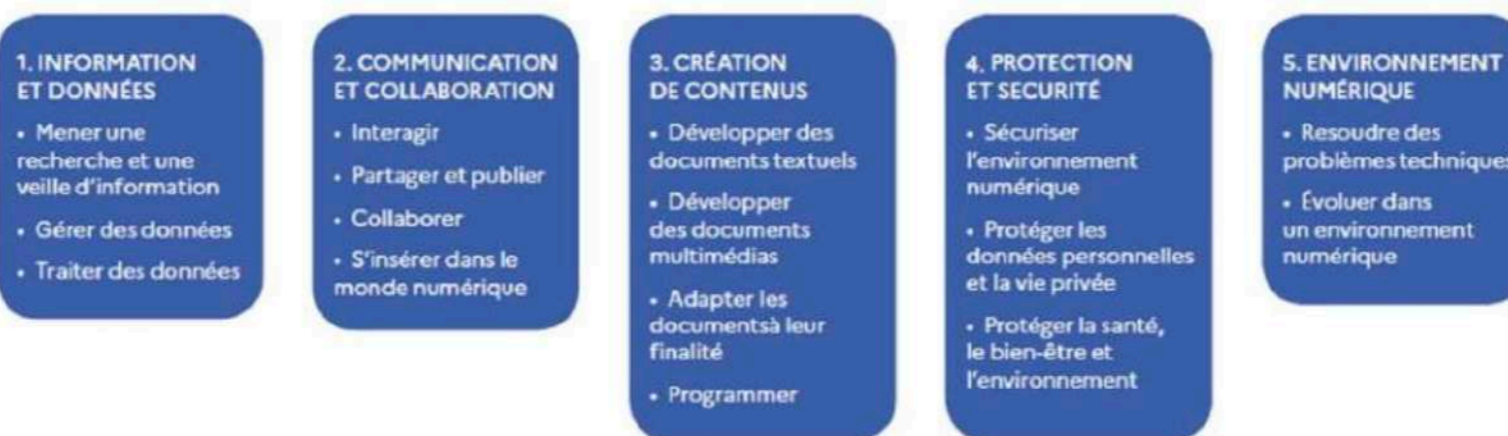 1. INFORMATION
ET DONNÉES
• Mener une
recherche et une
veille d'information
• Gérer des données
• Traiter des données
2. COMMUNICATION
ET COLLABORATION
• Interagir
• Partager et publier
• Collaborer
• S'insérer dans le
monde numérique
3. CRÉATION
DE CONTENUS
• Développer des
documents textuels
• Développer
des documents
multimédias
• Adapter les
documentsà leur
finalité
• Programmer
4. PROTECTION
ET SECURITÉ
• Sécuriser
l'environnement
numérique
• Protéger les
données personnelles
et la vie privée
• Protéger la santé,
le bien-être et
l'environnement
5. ENVIRONNEMENT
NUMÉRIQUE
• Resoudre des
problèmes techniques
• Évoluer dans
un environnement
numérique